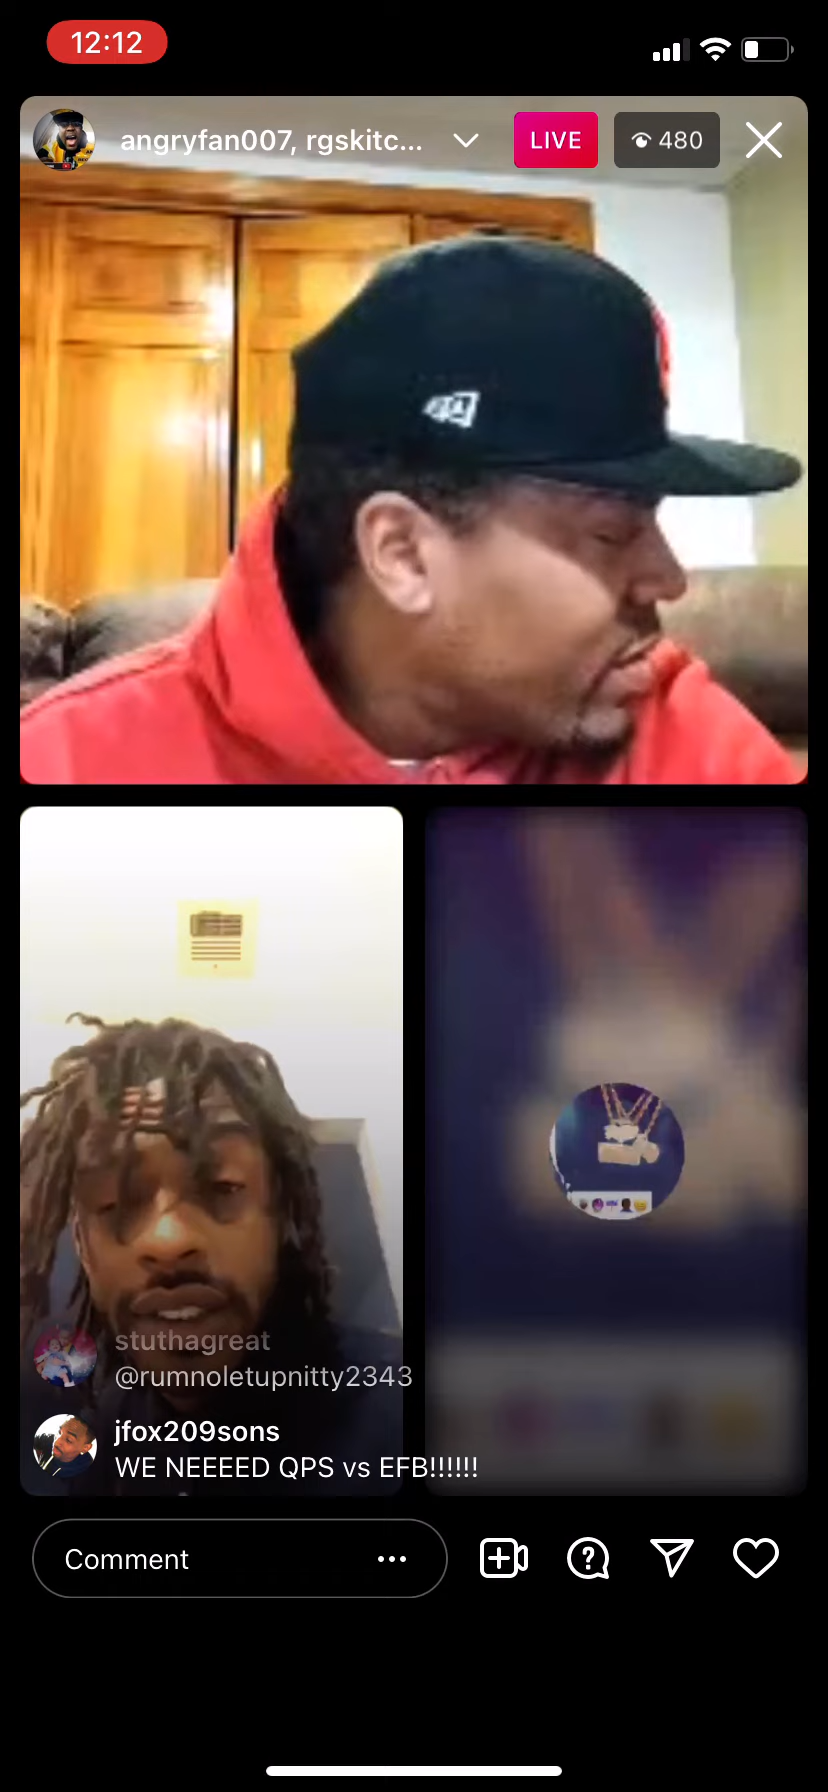 12:12
angryfan007, rgskitc...
LIVE
480
stuthagreat
@rumnoletupnitty2343
jfox209sons
WE NEEEED QPS vs EFB!!!!!!
Comment